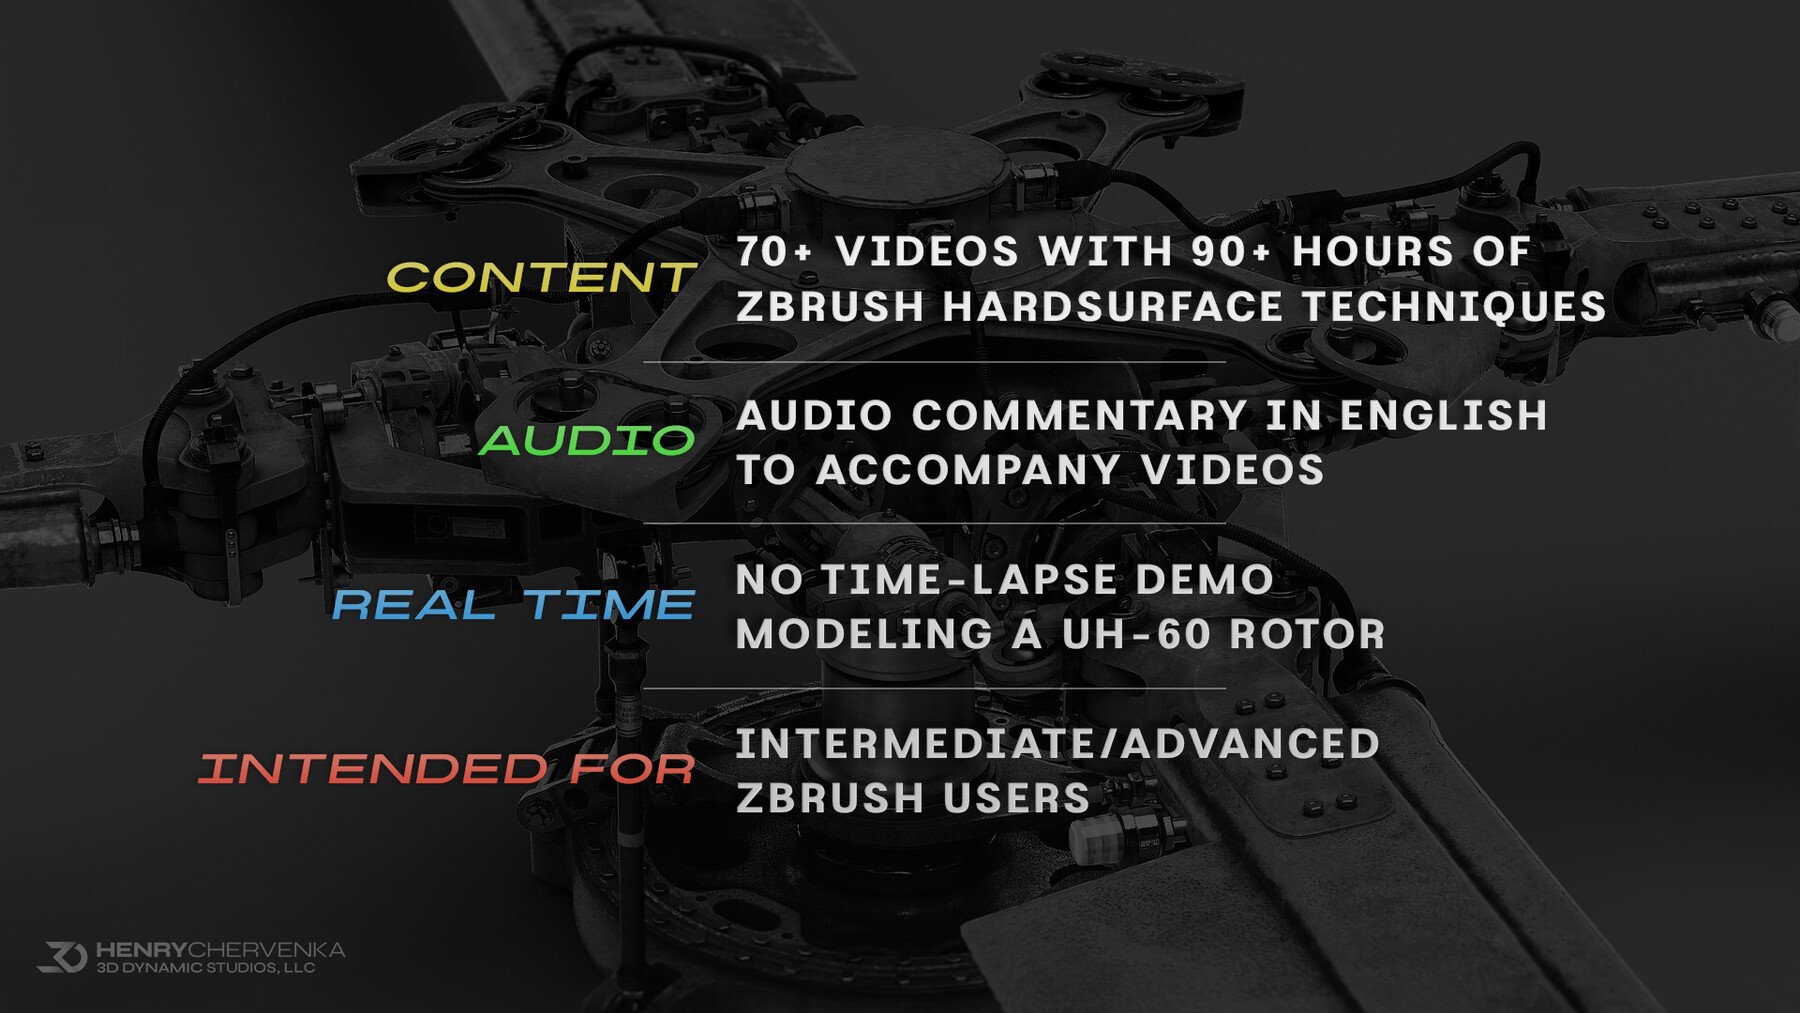 CONTENT
70+ VIDEOS WITH 90+ HOURS OF
ZBRUSH HARDSURFACE TECHNIQUES
AUDIO
AUDIO COMMENTARY IN ENGLISH
TO ACCOMPANY VIDEOS
REAL TIME
NO TIME-LAPSE DEMO
MODELING A UH-60 ROTOR
INTENDED FOR
INTERMEDIATE/ADVANCED
ZBRUSH USERS
HENRYCHERVENKA
3D DYNAMIC STUDIOS, LLC